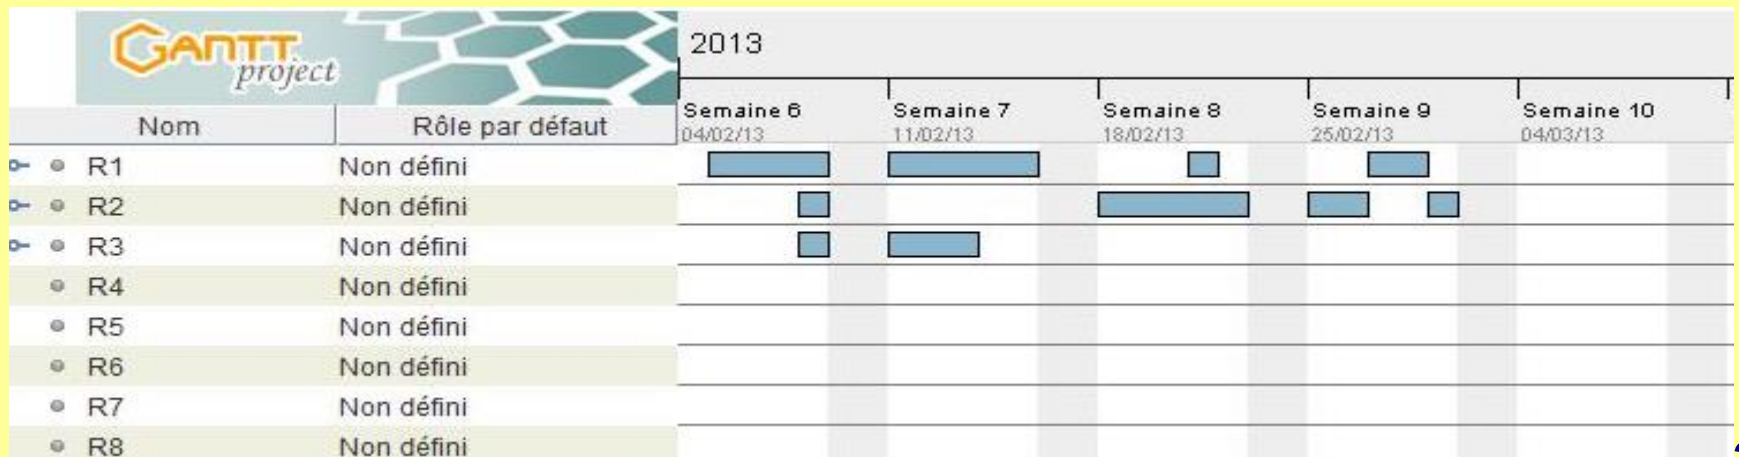 GANTT project
2013
Semaine 6 Semaine 7 Semaine 8 Semaine 9 Semaine 10
04/02/13 11/02/13 18/02/13 25/02/13 04/03/13
Nom Rôle par défaut
R1 Non défini
R2 Non défini
R3 Non défini
R4 Non défini
R5 Non défini
R6 Non défini
R7 Non défini
R8 Non défini